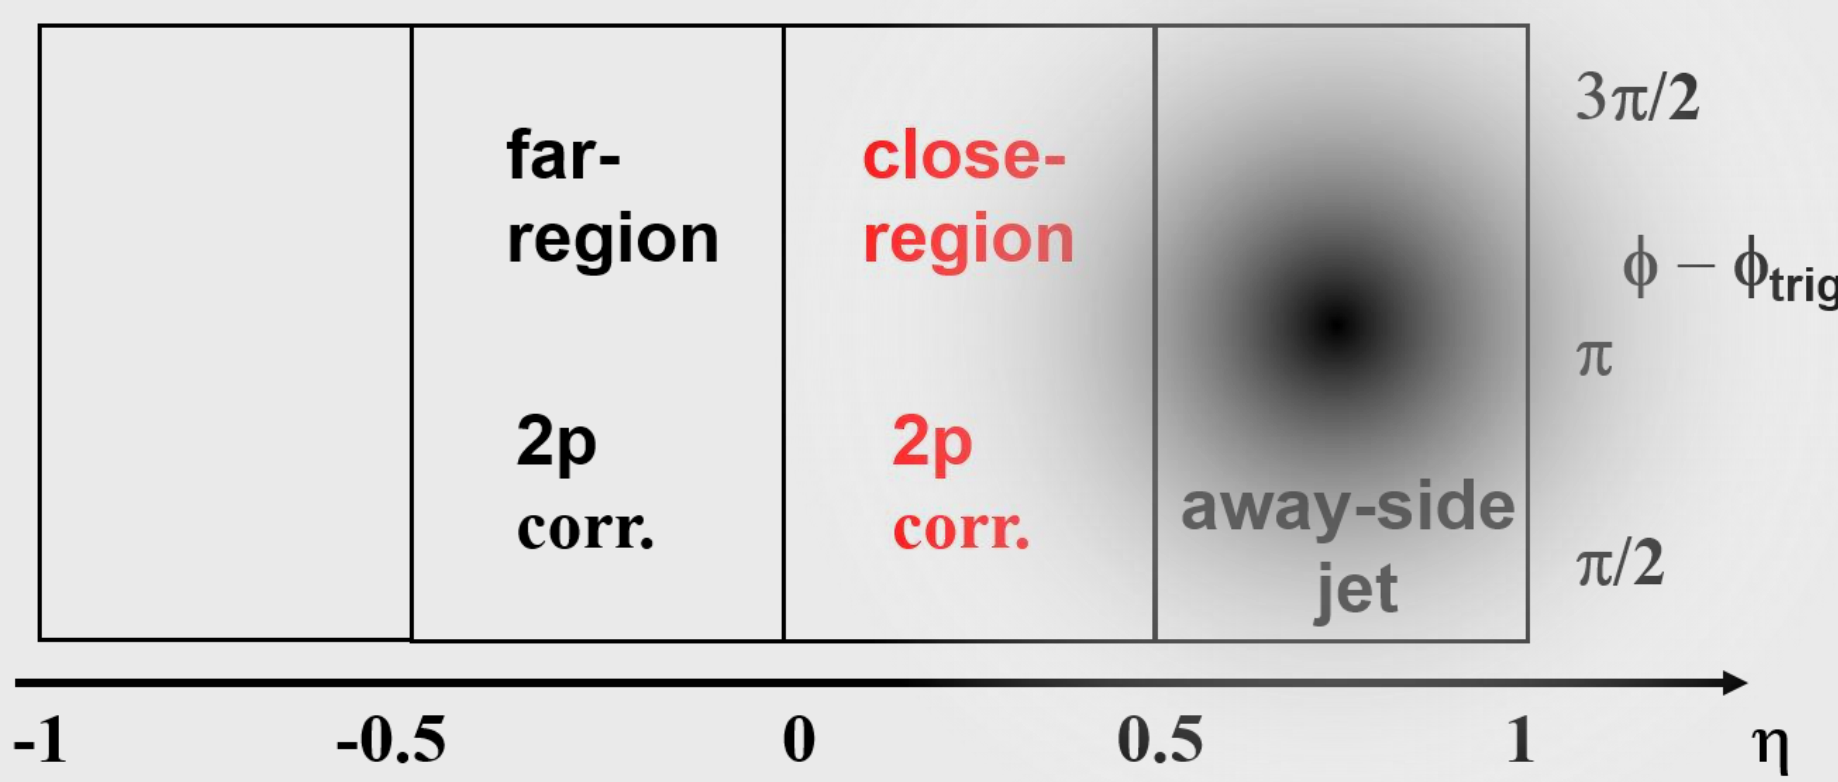 far-
region
2p
corr.
close-
region
2p
corr.
away-side
jet
3π/2
ϕ − ϕtrig
π
π/2
-1 -0.5 0 0.5 1 η